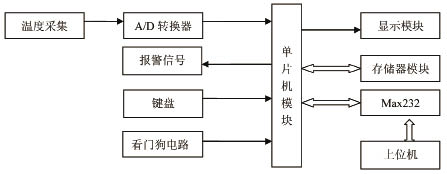 温度采集
A/D 转换器
报警信号
键盘
看门狗电路
单片机模块
显示模块
存储器模块
Max232
上位机